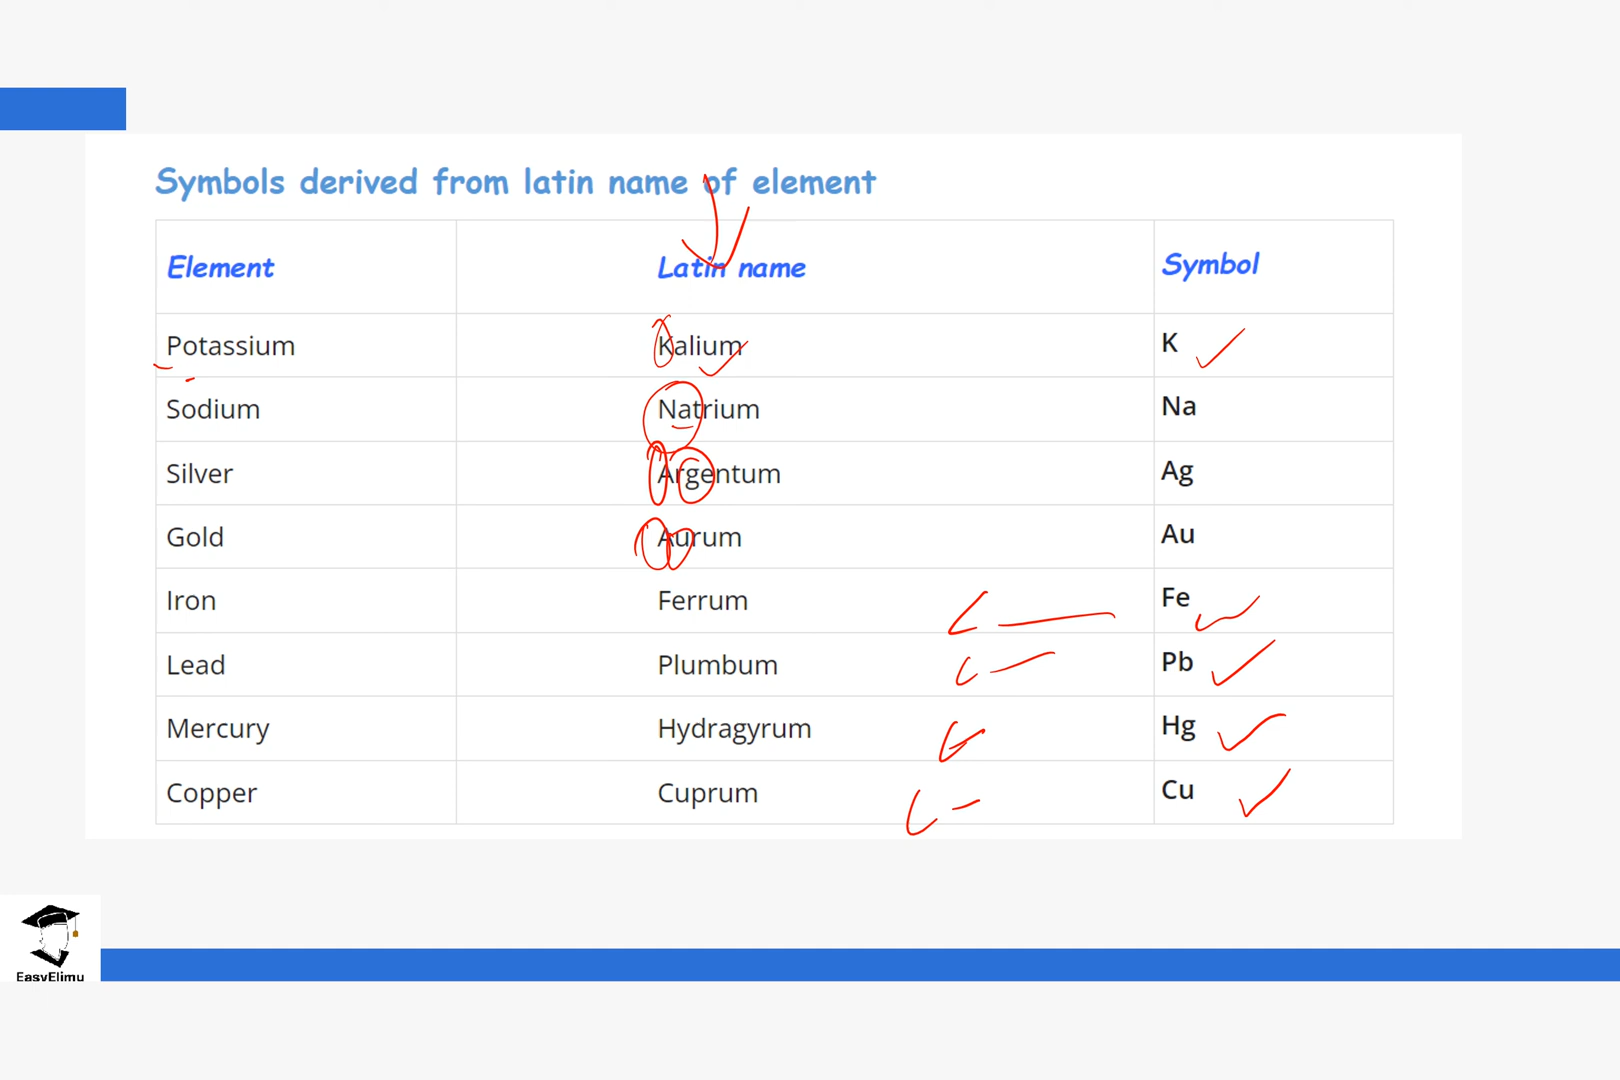 Symbols derived from latin name of element
Element Latin name Symbol
Potassium Kalium K
Sodium Natrium Na
Silver Argentum Ag
Gold Aurum Au
Iron Ferrum Fe
Lead Plumbum Pb
Mercury Hydragyrum Hg
Copper Cuprum Cu
EasyElimu